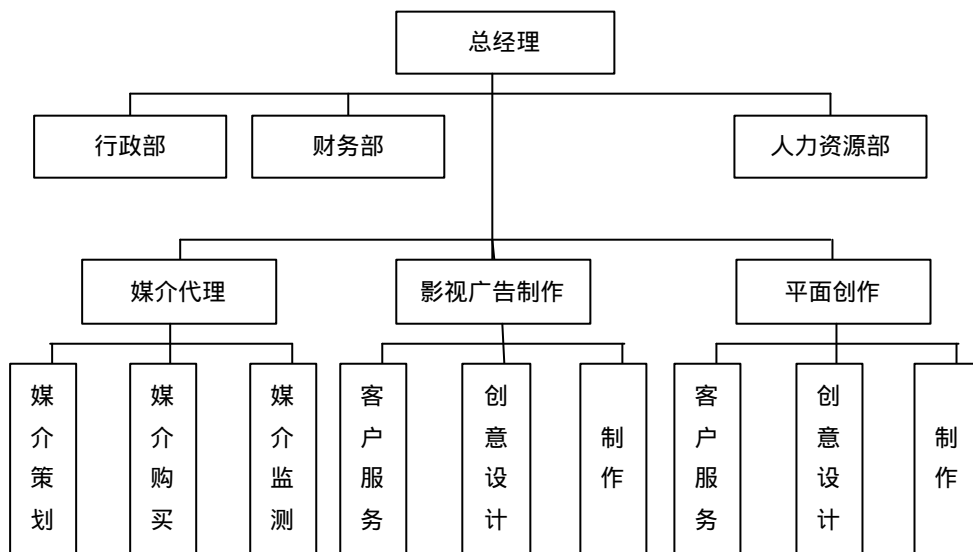 总经理
行政部
财务部
人力资源部
媒介代理
影视广告制作
平面创作
媒介策划
媒介购买
媒介监测
客户服务
创意设计
制作
客户服务
创意设计
制作